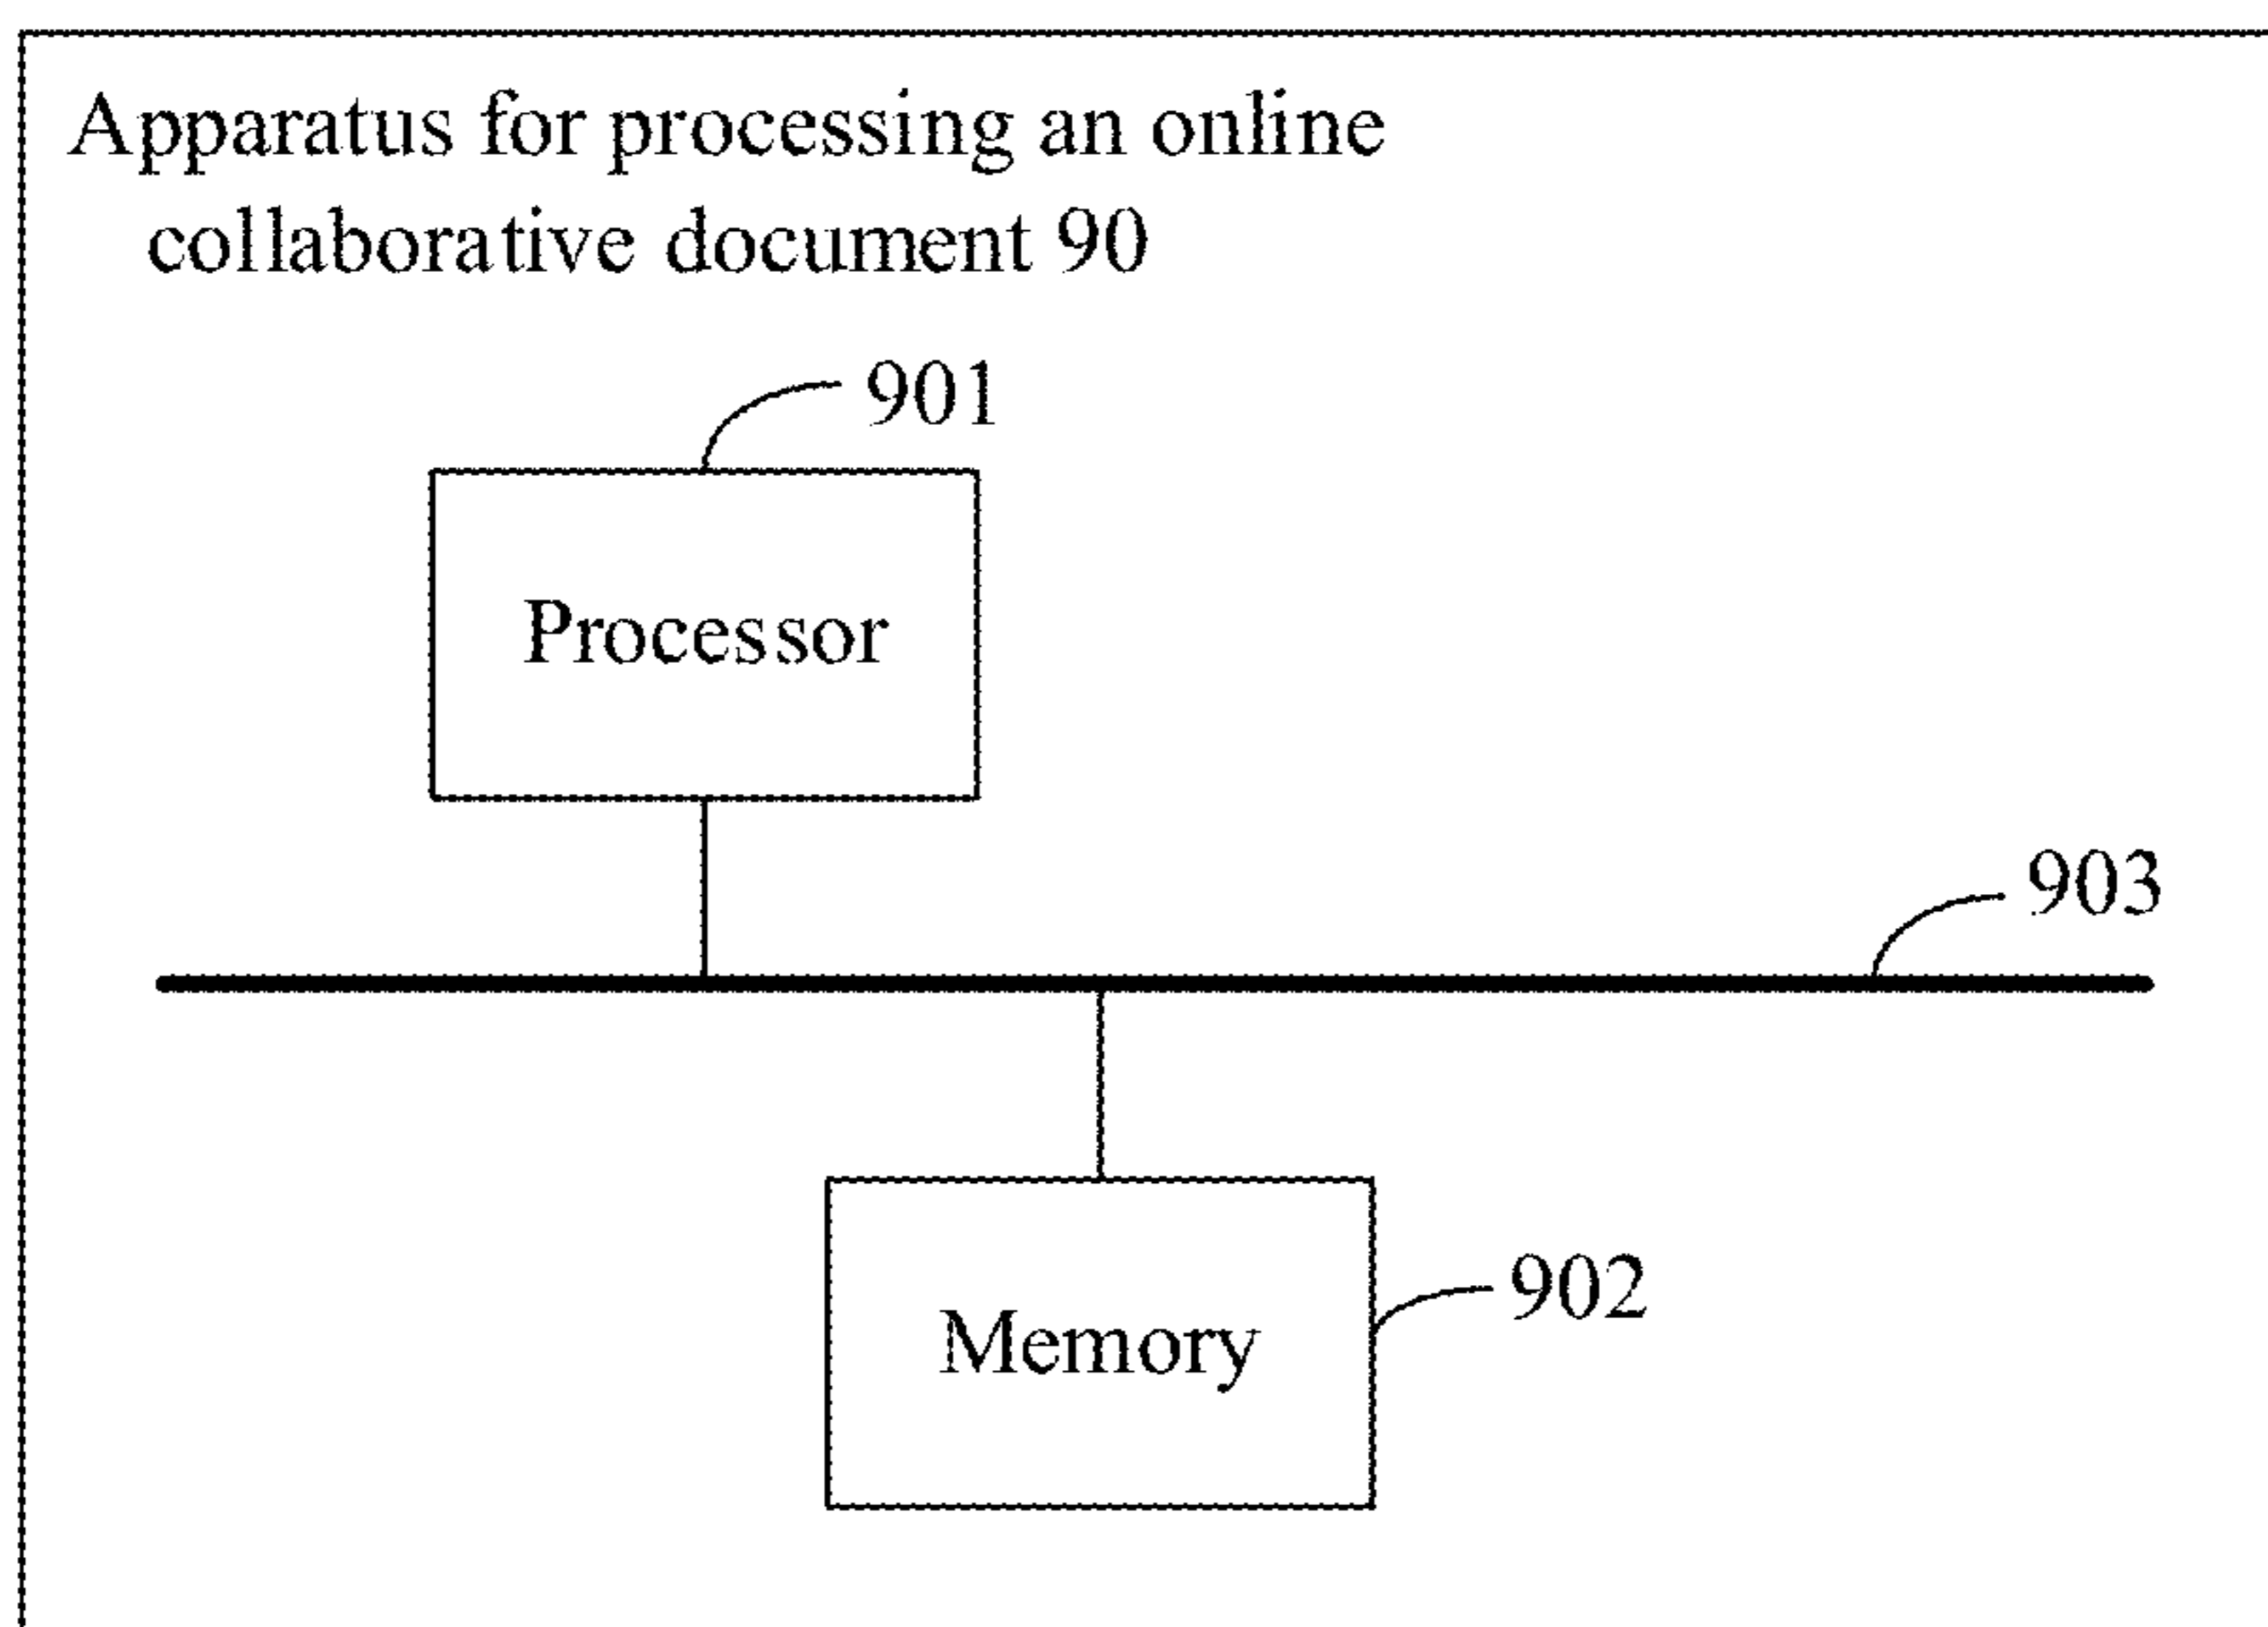 Apparatus for processing an online
collaborative document 90
901
Processor
903
902
Memory